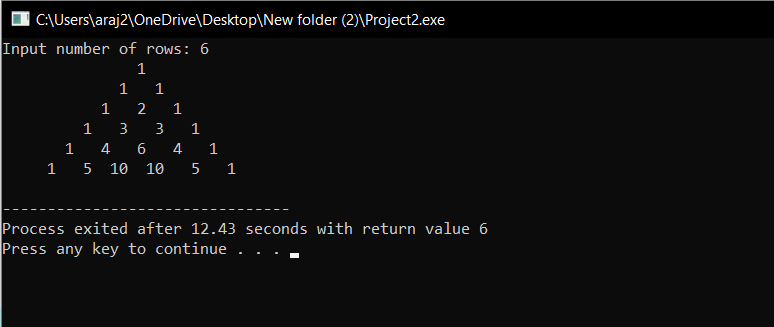 C:\Users\araj2\OneDrive\Desktop\New folder (2)\Project2.exe
Input number of rows: 6
               1
             1   1
           1   2   1
         1   3   3   1
       1   4   6   4   1
     1   5  10  10   5   1
--------------------------------
Process exited after 12.43 seconds with return value 6
Press any key to continue . . .